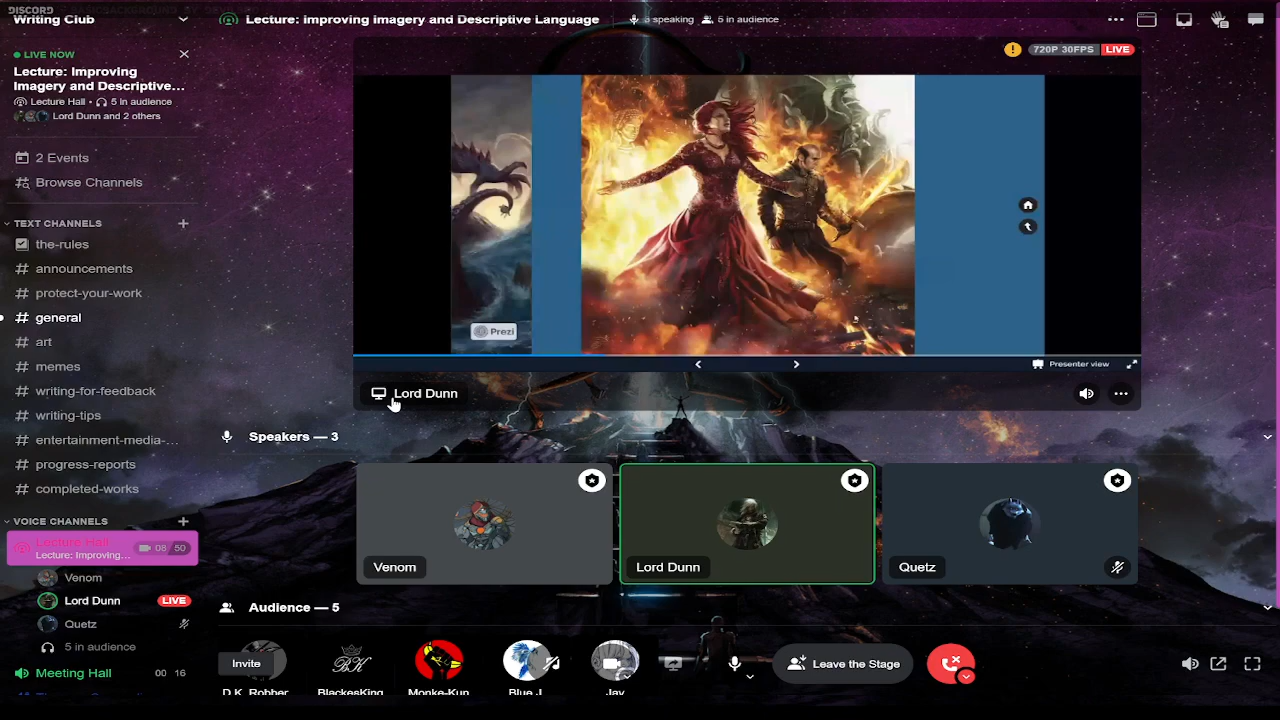 DISCORD
Writing Club
Lecture: Improving Imagery and Descriptive Language
3 speaking
5 in audience
LIVE NOW
Lecture: Improving
Imagery and Descriptive...
Lecture Hall • 5 in audience
Lord Dunn and 2 others
2 Events
Browse Channels
TEXT CHANNELS
the-rules
announcements
protect-your-work
general
art
memes
writing-for-feedback
writing-tips
entertainment-media-...
progress-reports
completed-works
VOICE CHANNELS
Lecture Hall
Lecture: Improving...
08 50
Venom
Lord Dunn LIVE
Quetz
5 in audience
Meeting Hall 00 16
720P 30FPS LIVE
Prezi
Presenter view
Lord Dunn
Speakers — 3
Venom
Lord Dunn
Quetz
Audience — 5
Invite
BK
Leave the Stage
D.K. Robber
BlackesKing
Monke-Kun
Blue J.
Jay